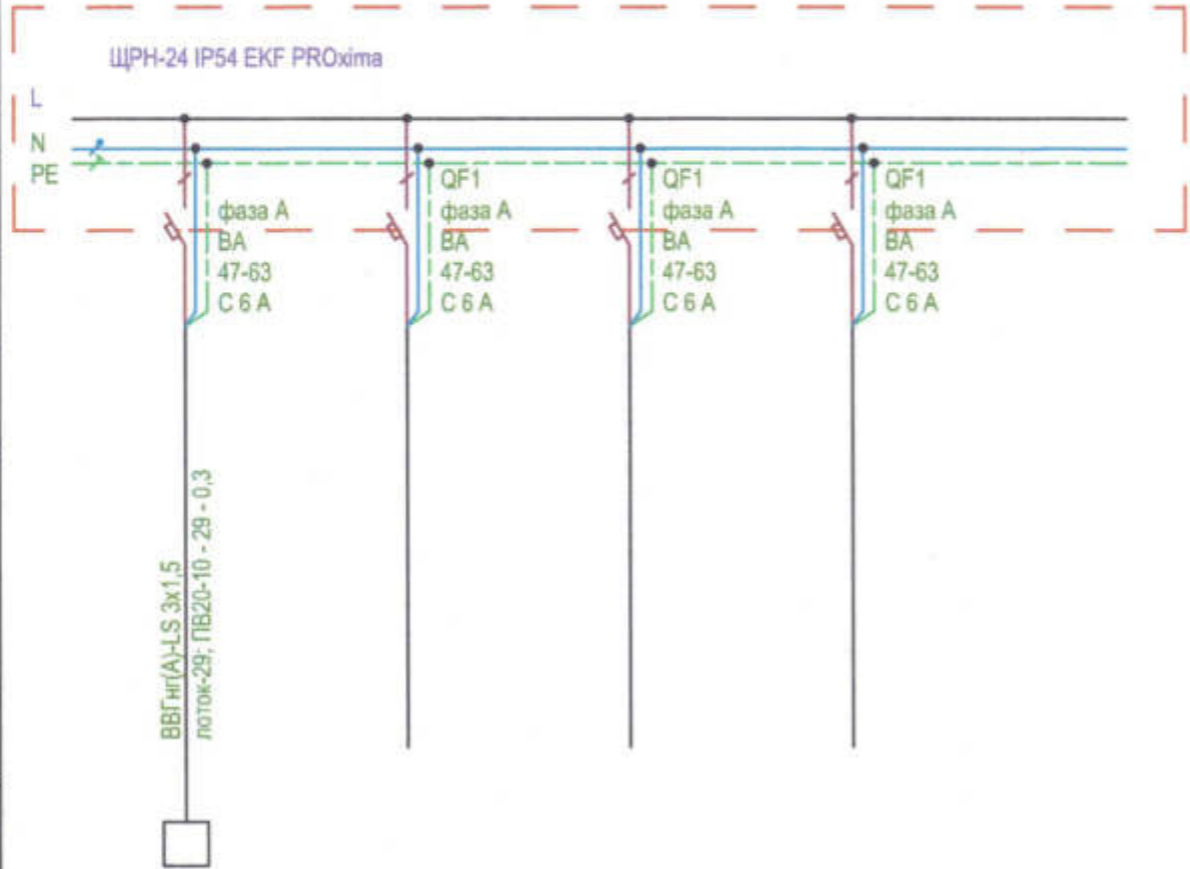 ЩРН-24 IP54 EKF PROxima
L
N
PE
фаза А
ВА
47-63
С 6 А
QF1
фаза А
ВА
47-63
С 6 А
QF1
фаза А
ВА
47-63
С 6 А
QF1
фаза А
ВА
47-63
С 6 А
ВВГнг(А)-LS 3х1,5
лоток-29; ПВ20-10 - 29 - 0,3